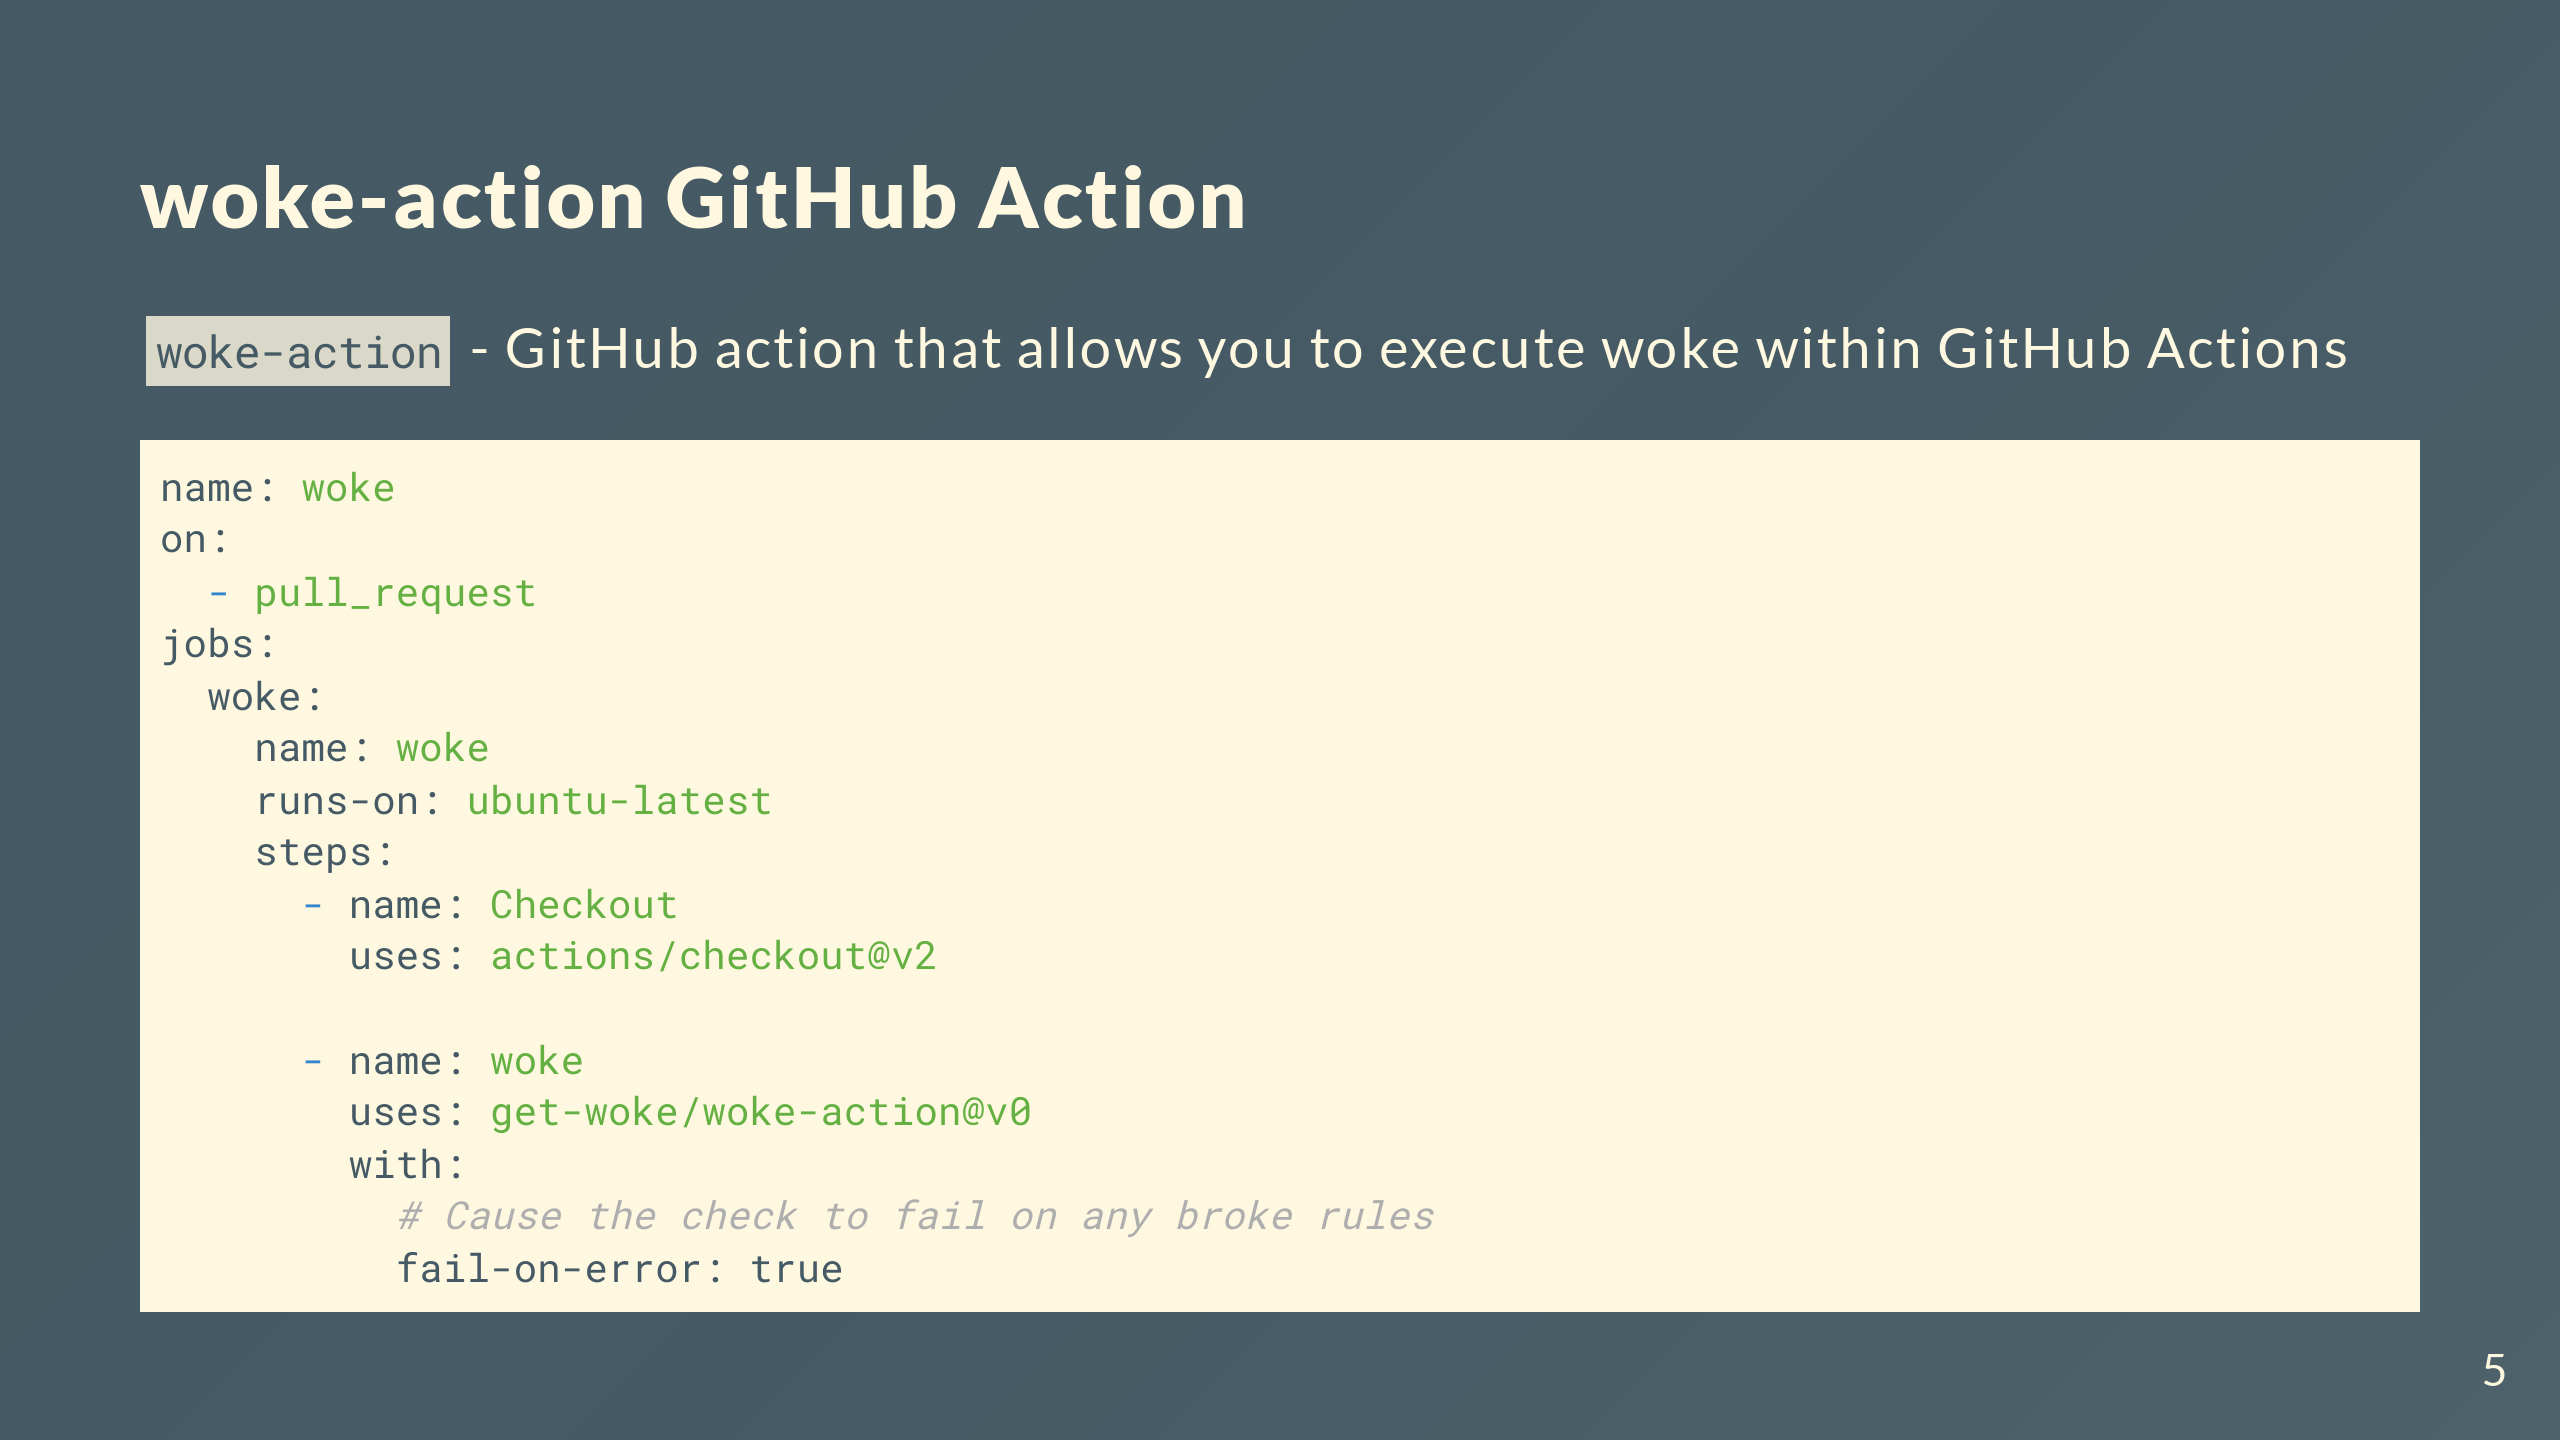 woke-action GitHub Action
woke-action - GitHub action that allows you to execute woke within GitHub Actions
name: woke
on:
  - pull_request
jobs:
  woke:
    name: woke
    runs-on: ubuntu-latest
    steps:
      - name: Checkout
        uses: actions/checkout@v2

      - name: woke
        uses: get-woke/woke-action@v0
        with:
          # Cause the check to fail on any broke rules
          fail-on-error: true
5